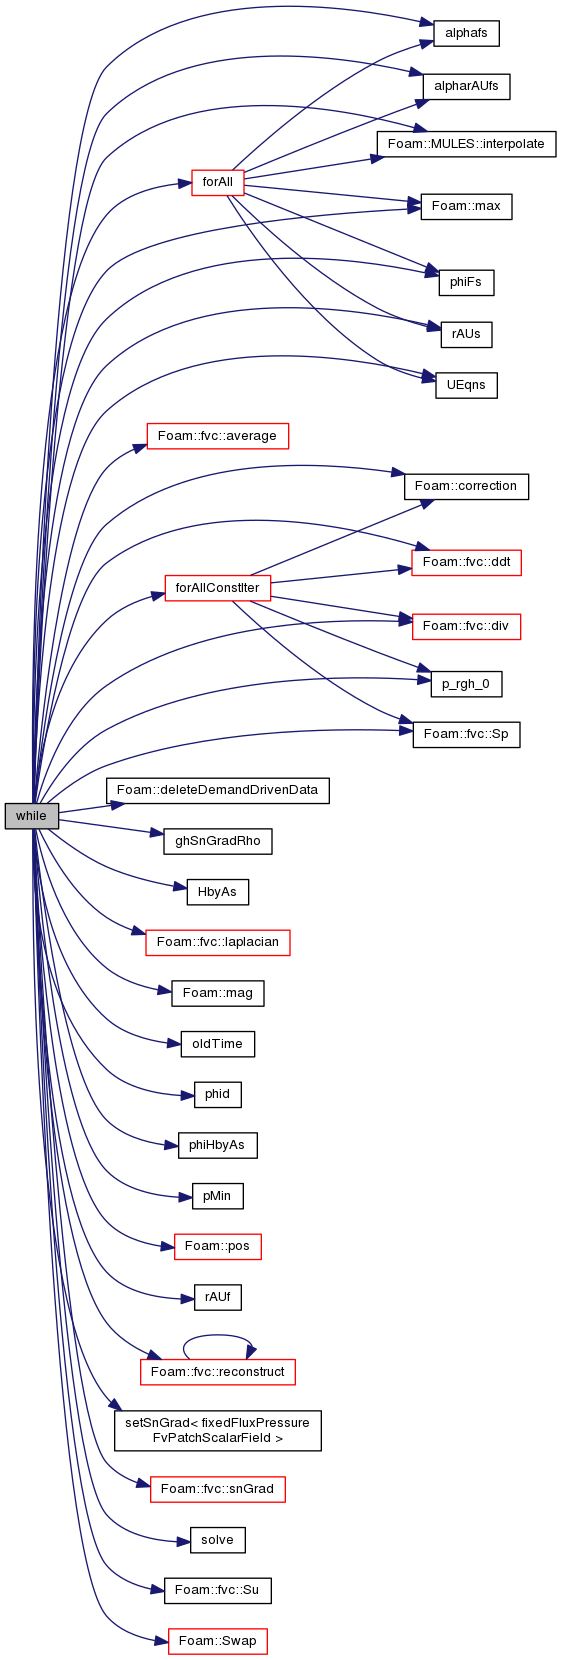 alphafs
alpharAUfs
Foam::MULES::interpolate
forAll
Foam::max
phiFs
rAUs
UEqns
Foam::fvc::average
Foam::correction
Foam::fvc::ddt
forAllConstIter
Foam::fvc::div
p_rgh_0
Foam::fvc::Sp
Foam::deleteDemandDrivenData
while
ghSnGradRho
HbyAs
Foam::fvc::laplacian
Foam::mag
oldTime
phid
phiHbyAs
pMin
Foam::pos
rAUf
Foam::fvc::reconstruct
setSnGrad< fixedFluxPressure
FvPatchScalarField >
Foam::fvc::snGrad
solve
Foam::fvc::Su
Foam::Swap